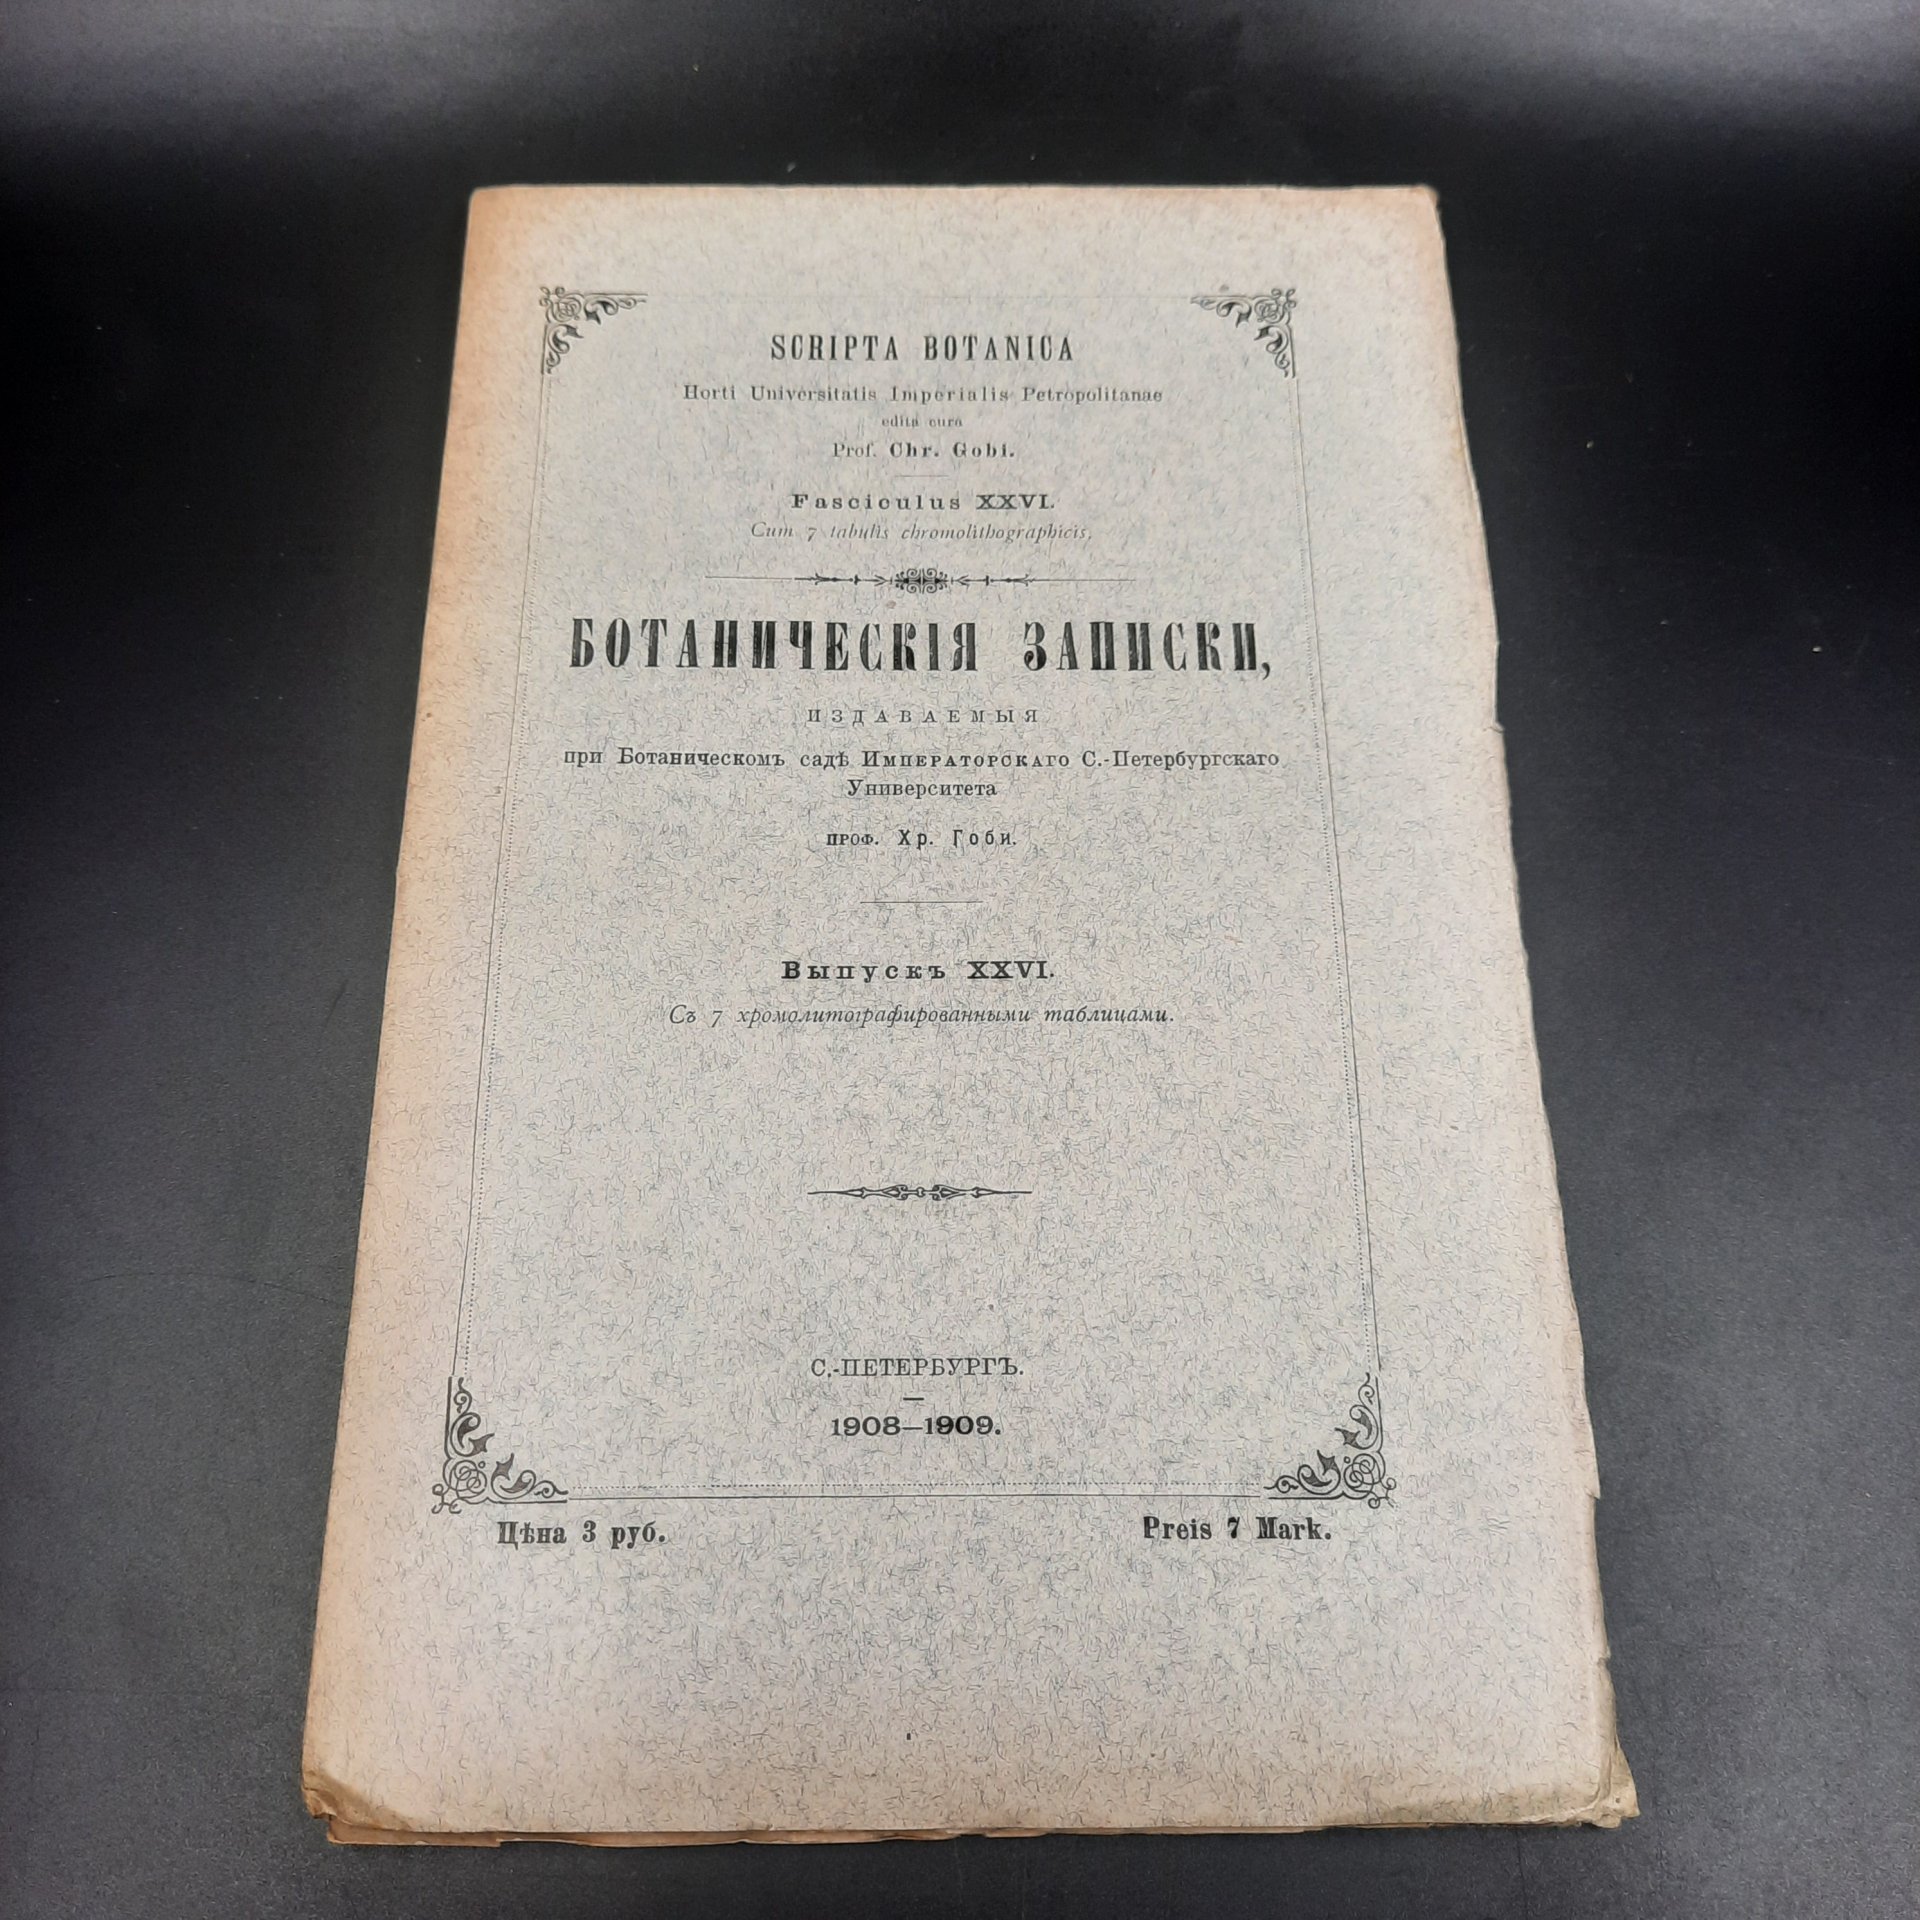 SCRIPTA BOTANICA
Horti Universitatis Imperialis Petropolitanae
edita cura
Prof. Chr. Gobi.
Fasciculus XXVI.
Cum 7 tabulis chromolithographicis.
БОТАНИЧЕСКІЯ ЗАПИСКИ,
ИЗДАВАЕМЫЯ
при Ботаническомъ садѣ ИМПЕРАТОРСКАГО С.-Петербургскаго
Университета
ПРОФ. Хр. Гоби.
Выпускъ XXVI.
Съ 7 хромолитографированными таблицами.
С.-ПЕТЕРБУРГЪ.
1908–1909.
Цѣна 3 руб.
Preis 7 Mark.